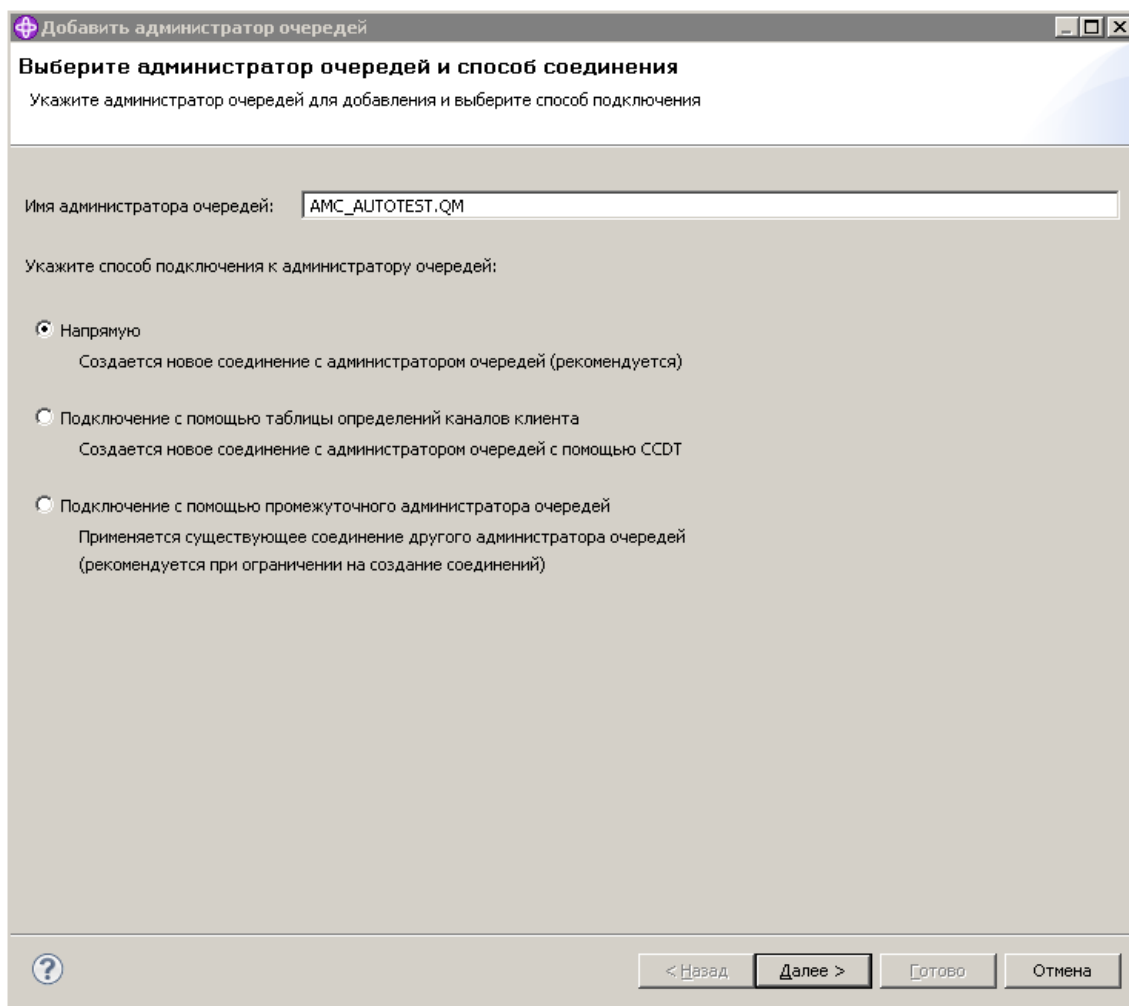 Добавить администратор очередей
Выберите администратор очередей и способ соединения
Укажите администратор очередей для добавления и выберите способ подключения
Имя администратора очередей: AMC_AUTOTEST.QM
Укажите способ подключения к администратору очередей:
Напрямую
Создается новое соединение с администратором очередей (рекомендуется)
Подключение с помощью таблицы определений каналов клиента
Создается новое соединение с администратором очередей с помощью CCDT
Подключение с помощью промежуточного администратора очередей
Применяется существующее соединение другого администратора очередей
(рекомендуется при ограничении на создание соединений)
? < Назад Далее > Готово Отмена